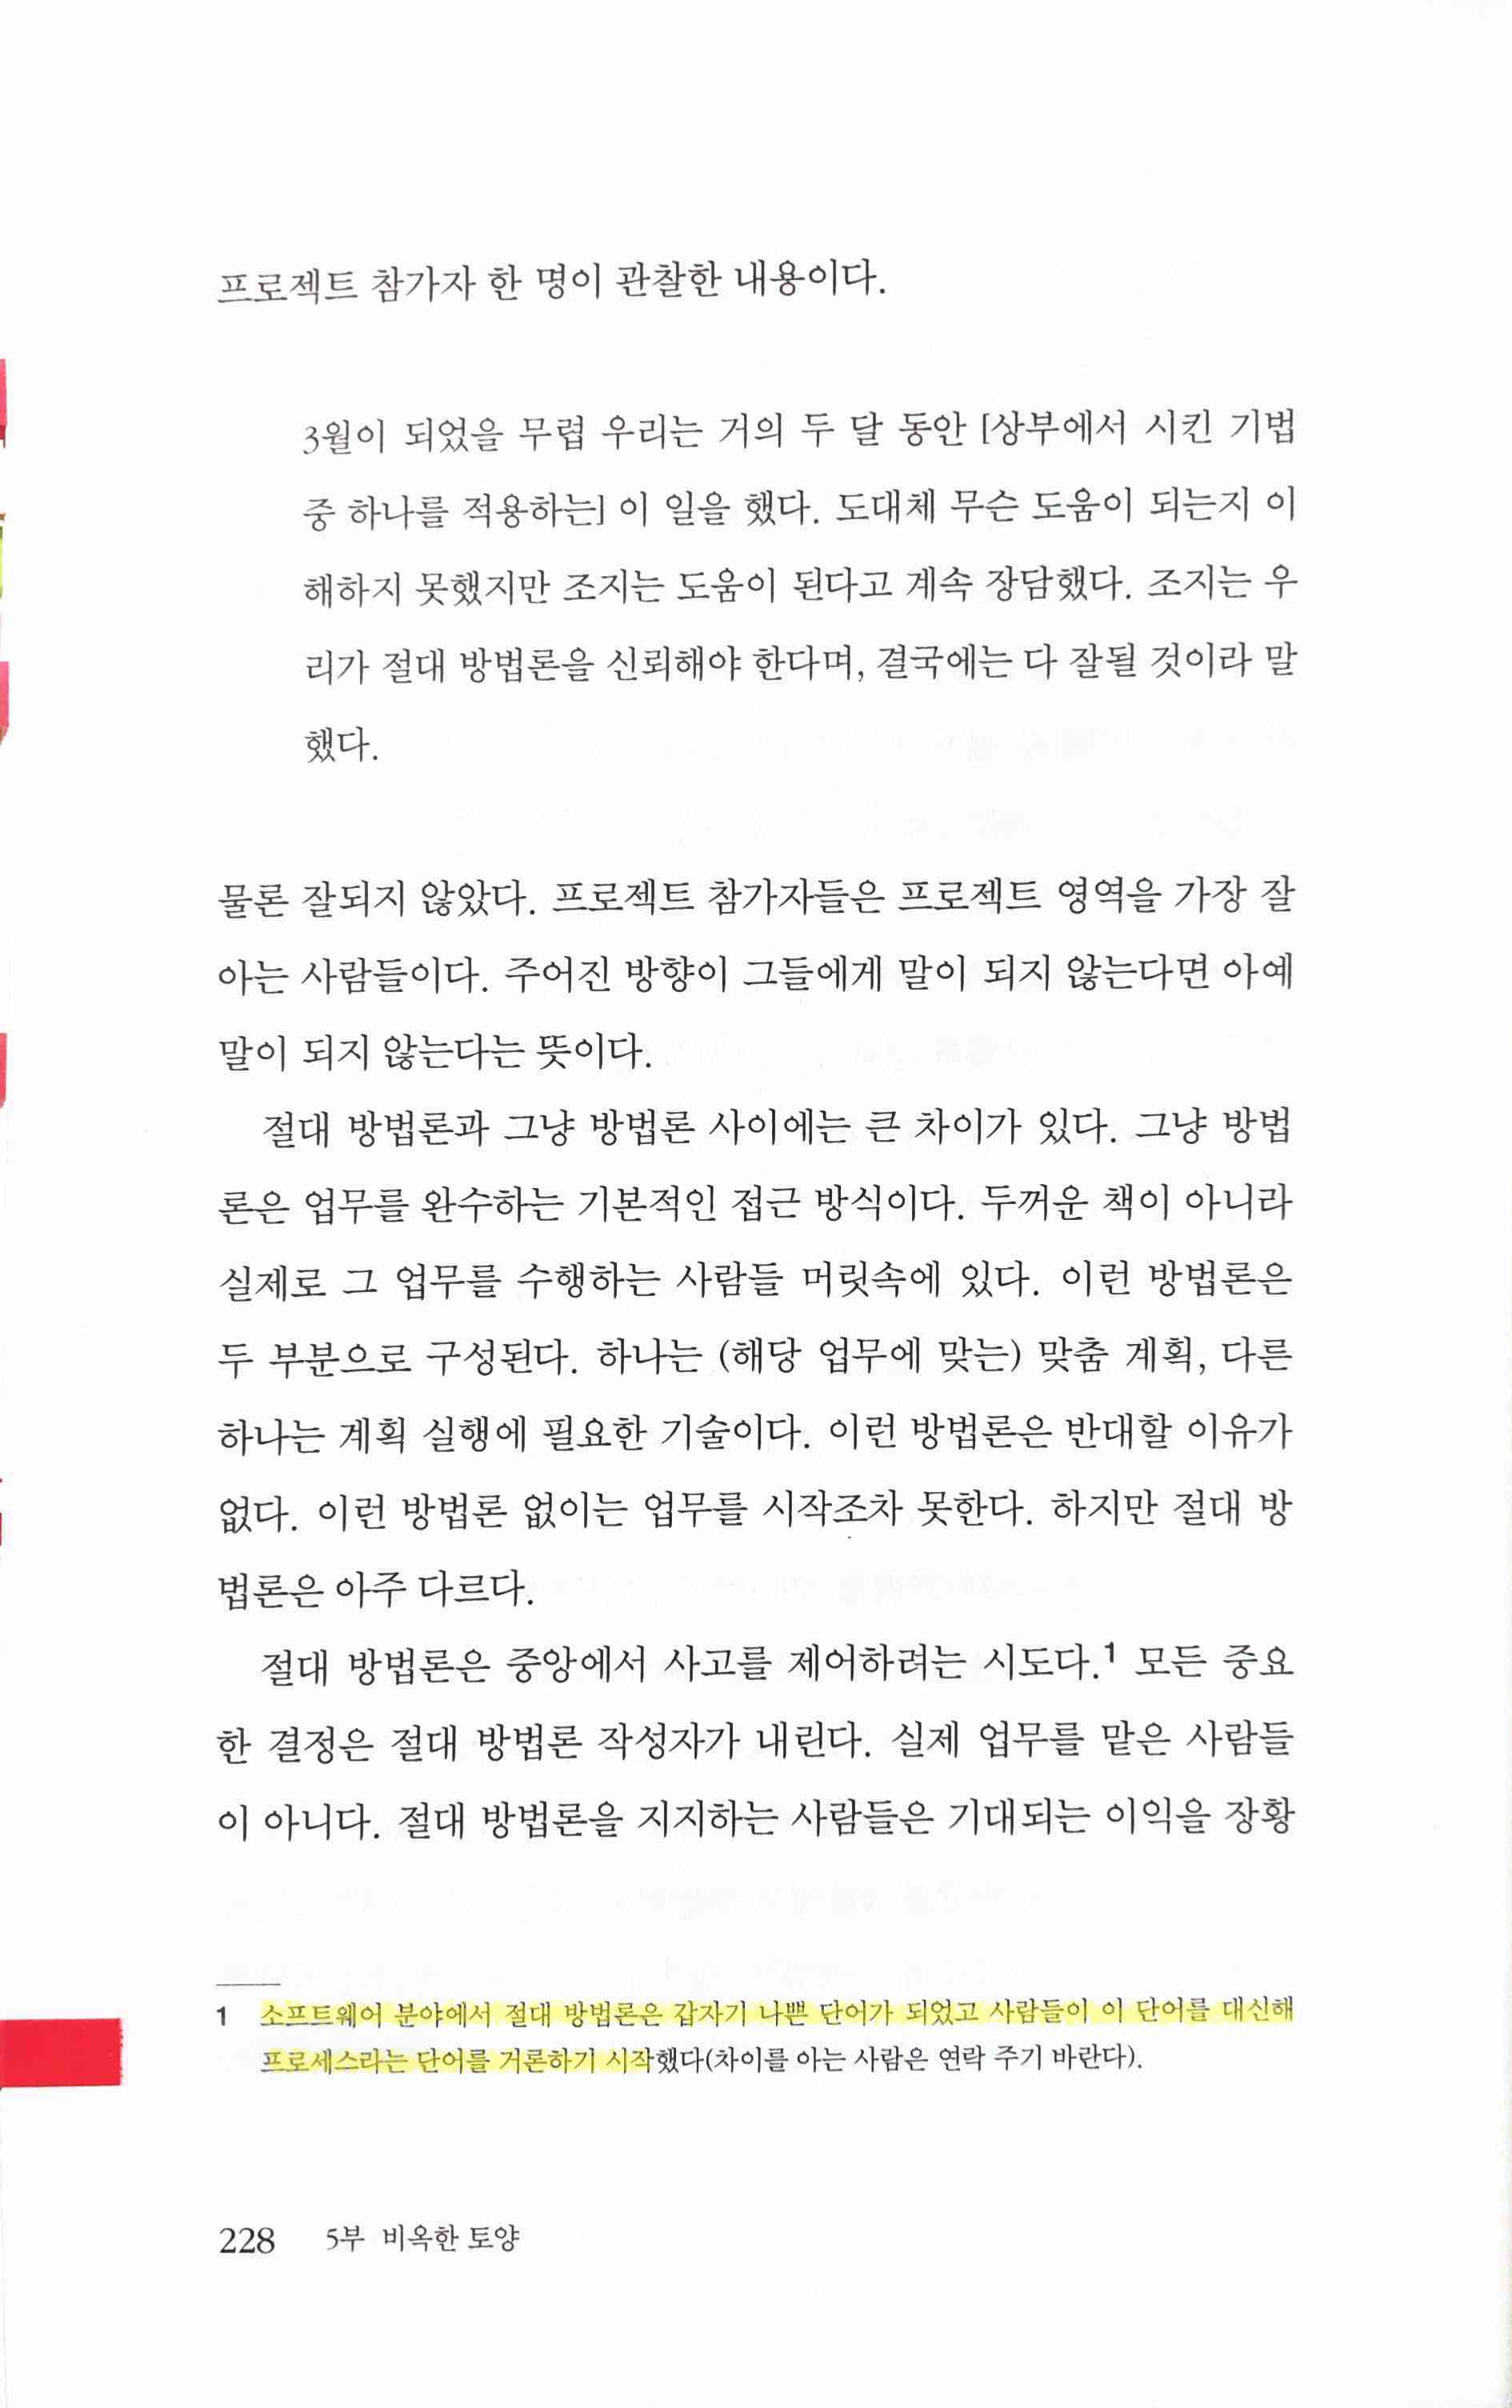 프로젝트 참가자 한 명이 관찰한 내용이다.
3월이 되었을 무렵 우리는 거의 두 달 동안 [상부에서 시킨 기법
중 하나를 적용하는] 이 일을 했다. 도대체 무슨 도움이 되는지 이
해하지 못했지만 조지는 도움이 된다고 계속 장담했다. 조지는 우
리가 절대 방법론을 신뢰해야 한다며, 결국에는 다 잘될 것이라 말
했다.
물론 잘되지 않았다. 프로젝트 참가자들은 프로젝트 영역을 가장 잘
아는 사람들이다. 주어진 방향이 그들에게 말이 되지 않는다면 아예
말이 되지 않는다는 뜻이다.
절대 방법론과 그냥 방법론 사이에는 큰 차이가 있다. 그냥 방법
론은 업무를 완수하는 기본적인 접근 방식이다. 두꺼운 책이 아니라
실제로 그 업무를 수행하는 사람들 머릿속에 있다. 이런 방법론은
두 부분으로 구성된다. 하나는 (해당 업무에 맞는) 맞춤 계획, 다른
하나는 계획 실행에 필요한 기술이다. 이런 방법론은 반대할 이유가
없다. 이런 방법론 없이는 업무를 시작조차 못한다. 하지만 절대 방
법론은 아주 다르다.
절대 방법론은 중앙에서 사고를 제어하려는 시도다.1 모든 중요
한 결정은 절대 방법론 작성자가 내린다. 실제 업무를 맡은 사람들
이 아니다. 절대 방법론을 지지하는 사람들은 기대되는 이익을 장황
1 소프트웨어 분야에서 절대 방법론은 갑자기 나쁜 단어가 되었고 사람들이 이 단어를 대신해
프로세스라는 단어를 거론하기 시작했다(차이를 아는 사람은 연락 주기 바란다).
228 5부 비옥한 토양